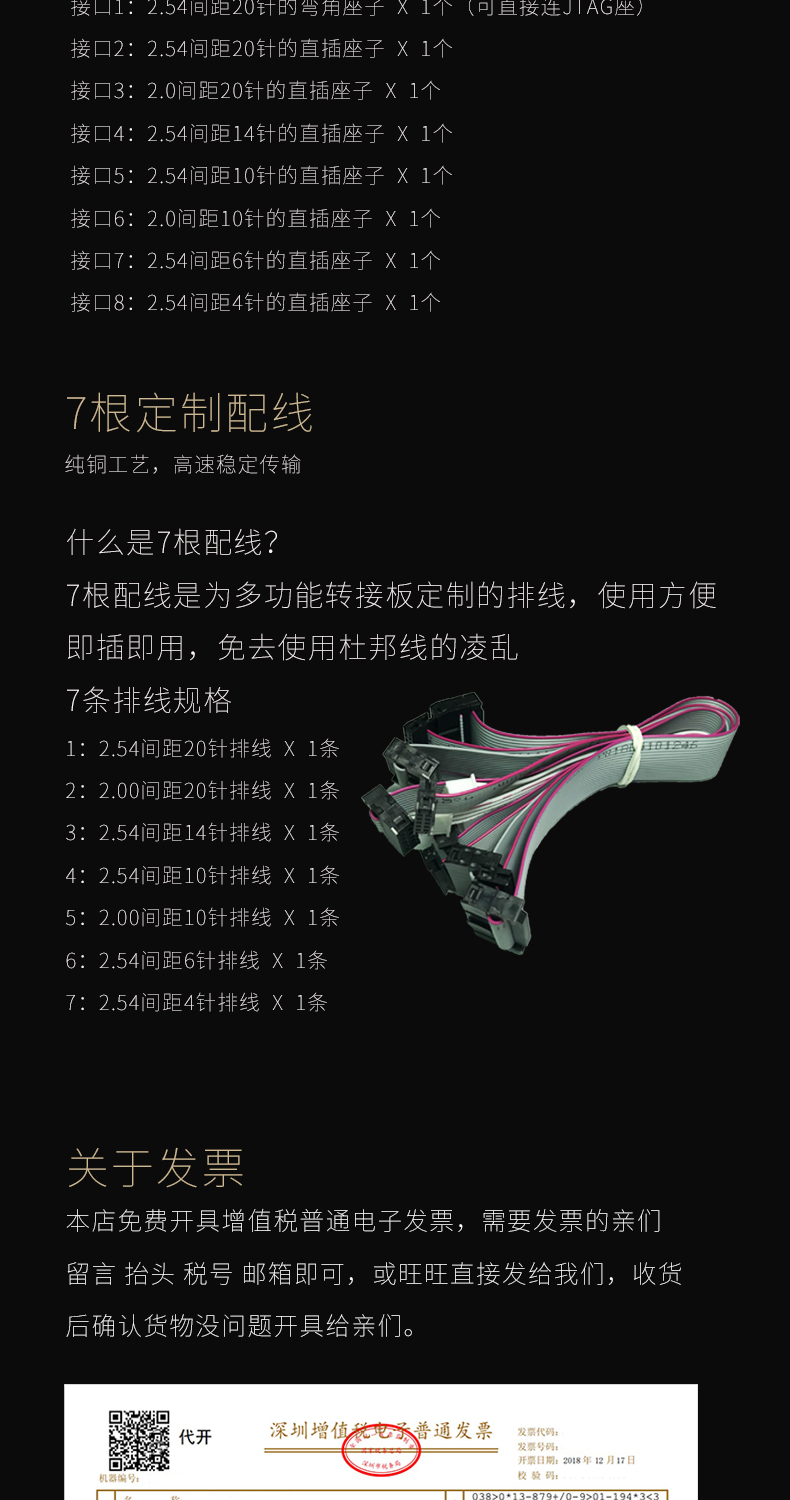 接口1：2.54间距20针的弯角座子 X 1个（可直接连JTAG座）
接口2：2.54间距20针的直插座子 X 1个
接口3：2.0间距20针的直插座子 X 1个
接口4：2.54间距14针的直插座子 X 1个
接口5：2.54间距10针的直插座子 X 1个
接口6：2.0间距10针的直插座子 X 1个
接口7：2.54间距6针的直插座子 X 1个
接口8：2.54间距4针的直插座子 X 1个
7根定制配线
纯铜工艺，高速稳定传输
什么是7根配线？
7根配线是为多功能转接板定制的排线，使用方便
即插即用，免去使用杜邦线的凌乱
7条排线规格
1：2.54间距20针排线 X 1条
2：2.00间距20针排线 X 1条
3：2.54间距14针排线 X 1条
4：2.54间距10针排线 X 1条
5：2.00间距10针排线 X 1条
6：2.54间距6针排线 X 1条
7：2.54间距4针排线 X 1条
关于发票
本店免费开具增值税普通电子发票，需要发票的亲们
留言 抬头 税号 邮箱即可，或旺旺直接发给我们，收货
后确认货物没问题开具给亲们。
代开
深圳增值税电子普通发票
发票代码：
发票号码：
开票日期：2018 年 12 月 17 日
校 验 码：
机器编号：
名 称
038>0*13-879+/0-9>01-194*3<3